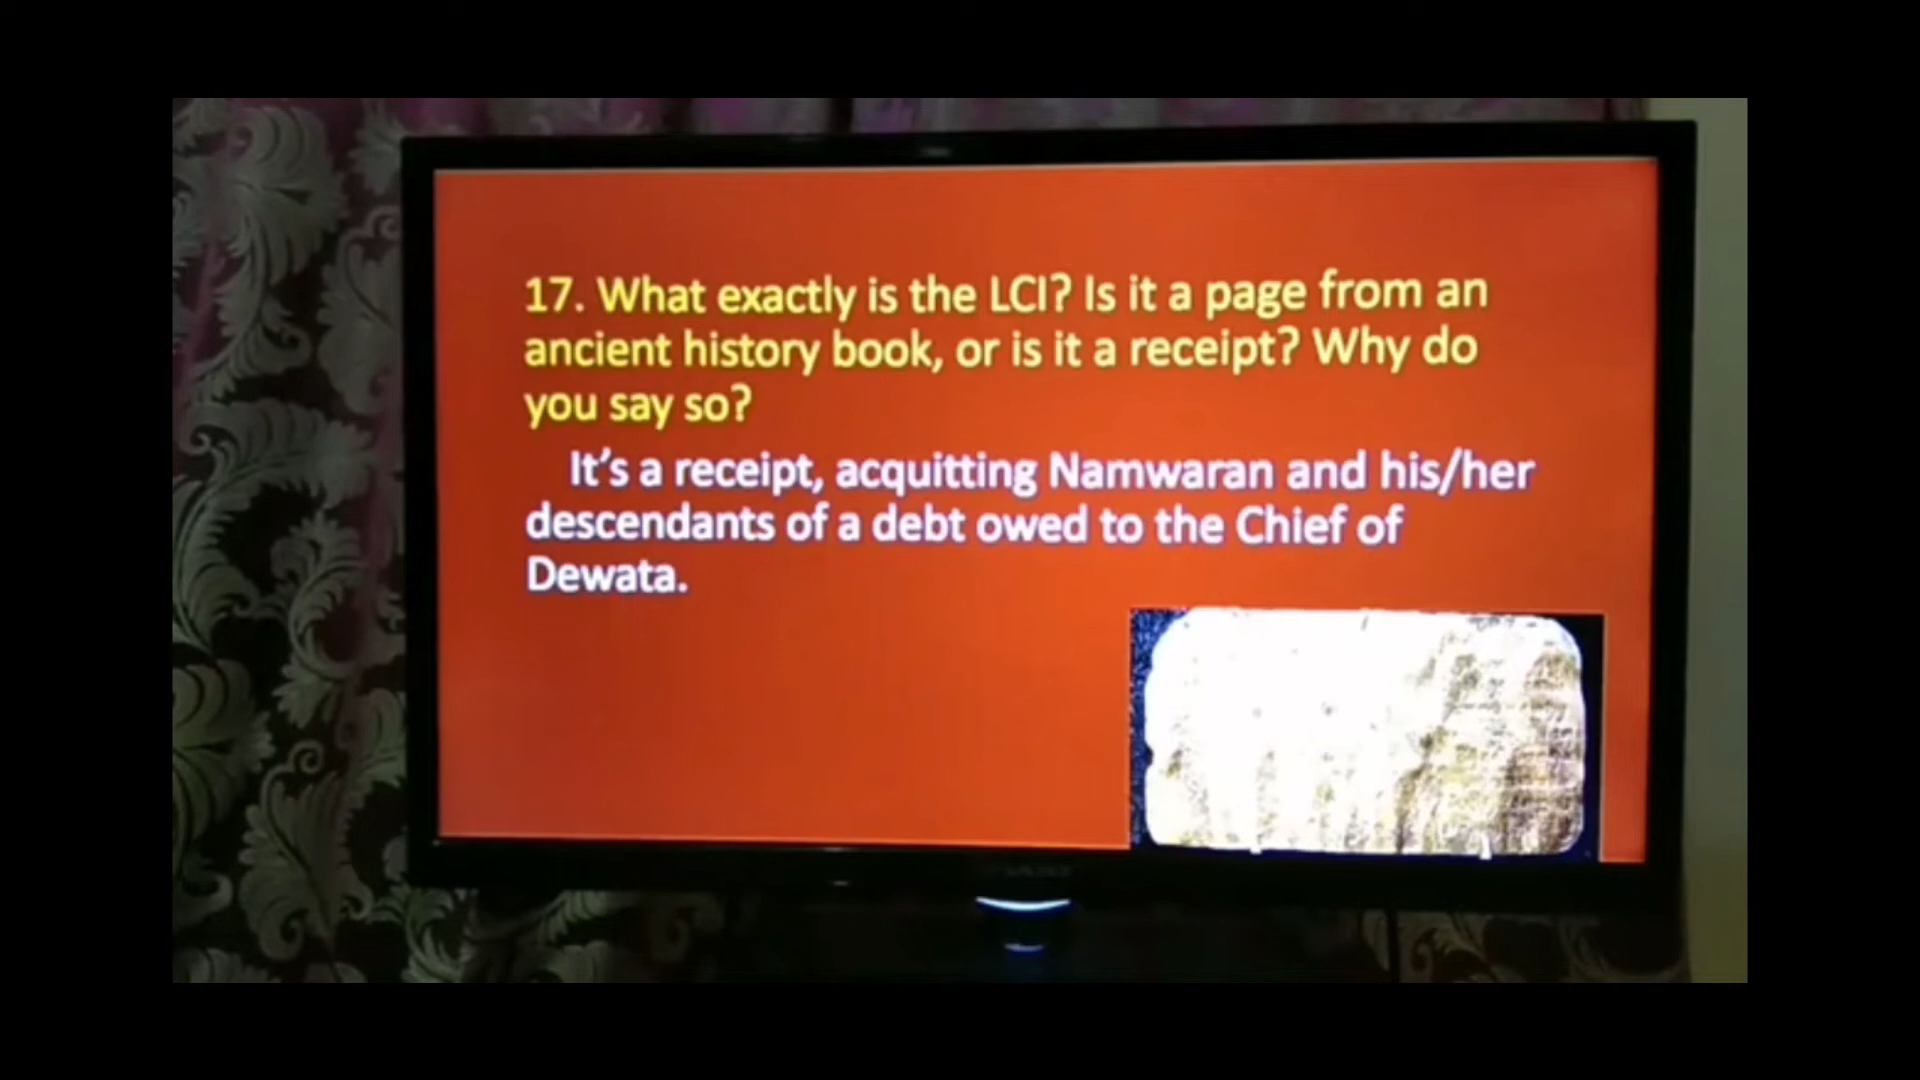 17. What exactly is the LCI? Is it a page from an
ancient history book, or is it a receipt? Why do
you say so?
It's a receipt, acquitting Namwaran and his/her
descendants of a debt owed to the Chief of
Dewata.